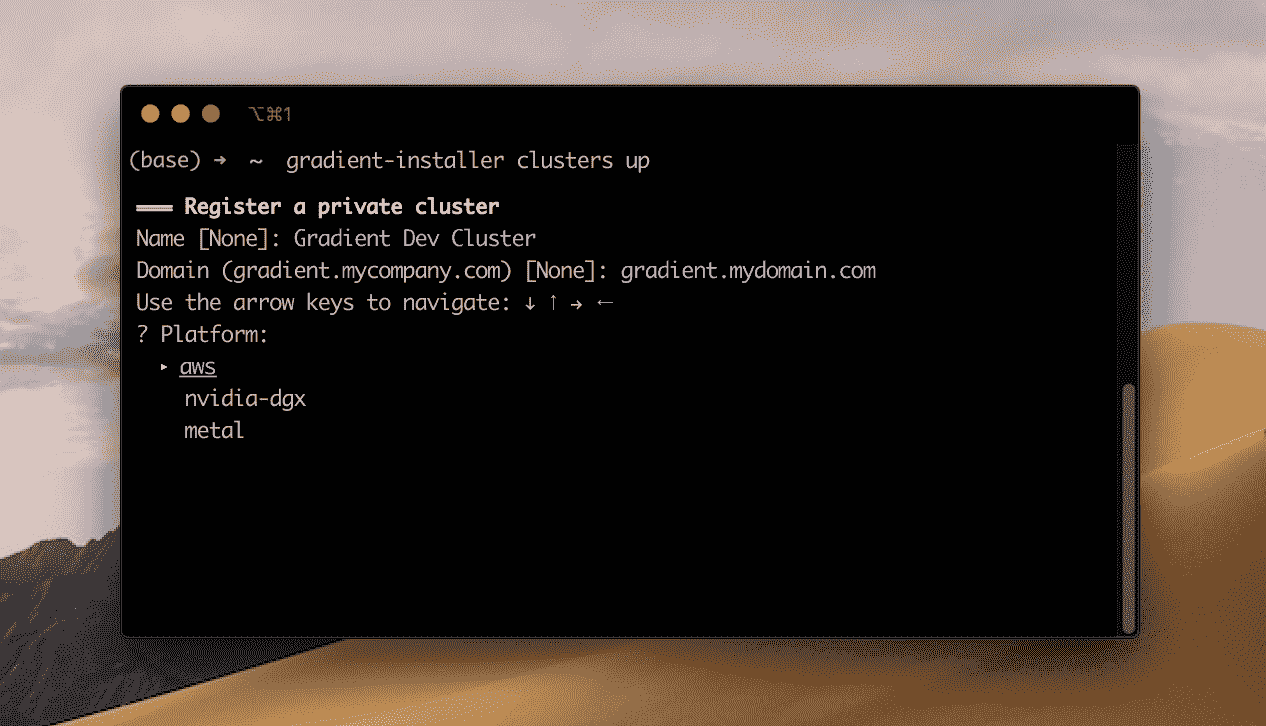 ⌥⌘1
(base) ➜ ~ gradient-installer clusters up
═══ Register a private cluster
Name [None]: Gradient Dev Cluster
Domain (gradient.mycompany.com) [None]: gradient.mydomain.com
Use the arrow keys to navigate: ↓ ↑ → ←
? Platform:
▸ aws
nvidia-dgx
metal